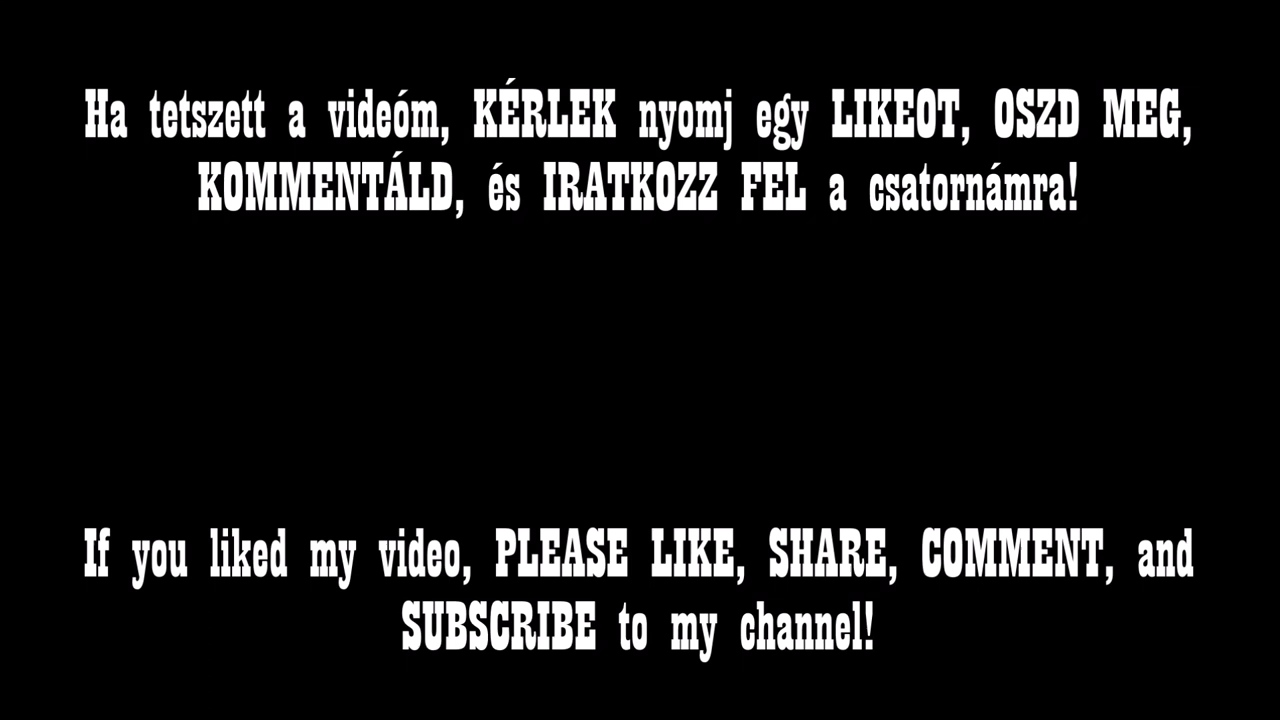 Ha tetszett a videóm, KÉRLEK nyomj egy LIKEOT, OSZD MEG,
KOMMENTÁLD, és IRATKOZZ FEL a csatornámra!
If you liked my video, PLEASE LIKE, SHARE, COMMENT, and
SUBSCRIBE to my channel!